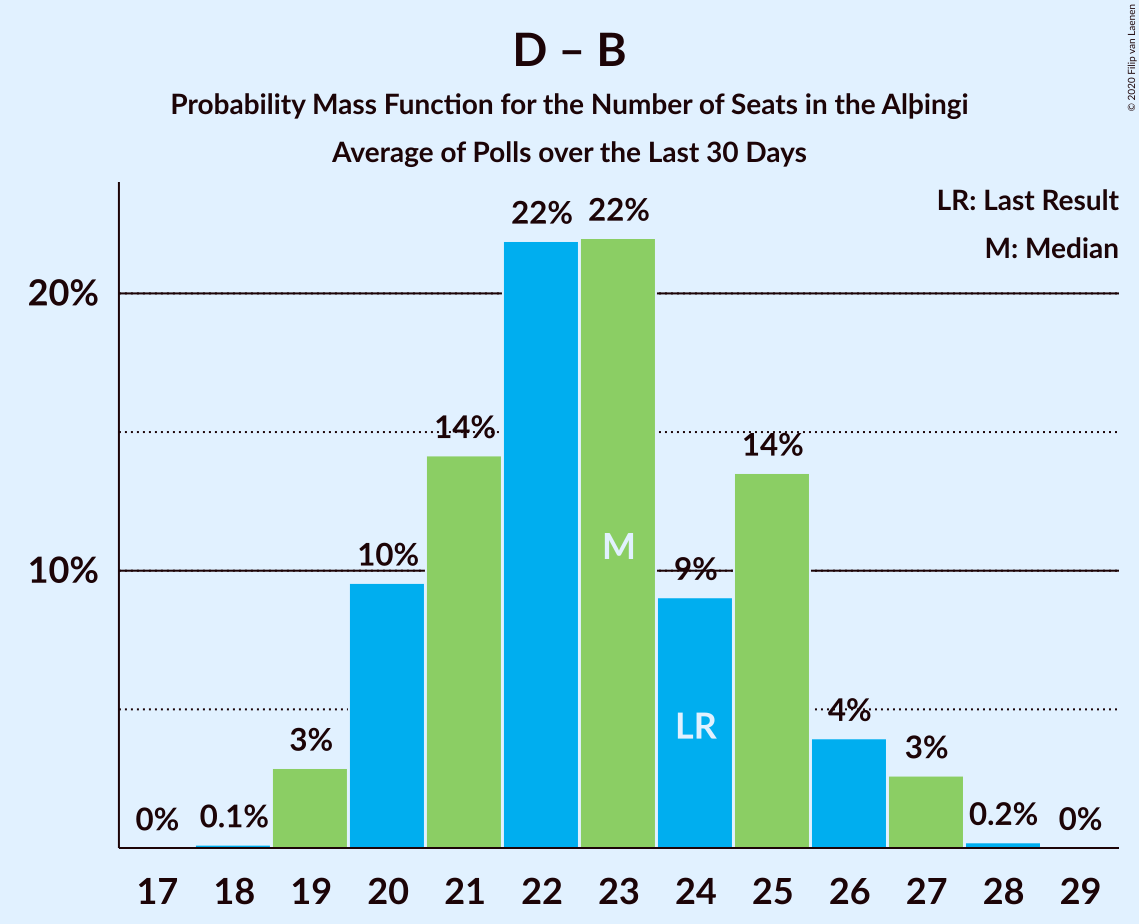 D – B
Probability Mass Function for the Number of Seats in the Alþingi
Average of Polls over the Last 30 Days
© 2020 Filip van Laenen
LR: Last Result
M: Median
22% 22%
20%
14% 14%
10% 9%
10%
M
LR
4%
3% 3%
0% 0.1% 0.2% 0%
17 18 19 20 21 22 23 24 25 26 27 28 29